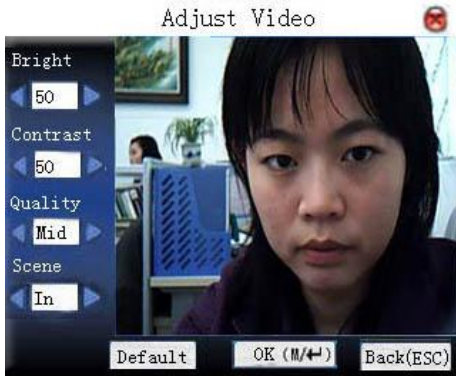 Adjust Video
Bright
50
Contrast
50
Quality
Mid
Scene
In
Default
OK (M/↵)
Back(ESC)